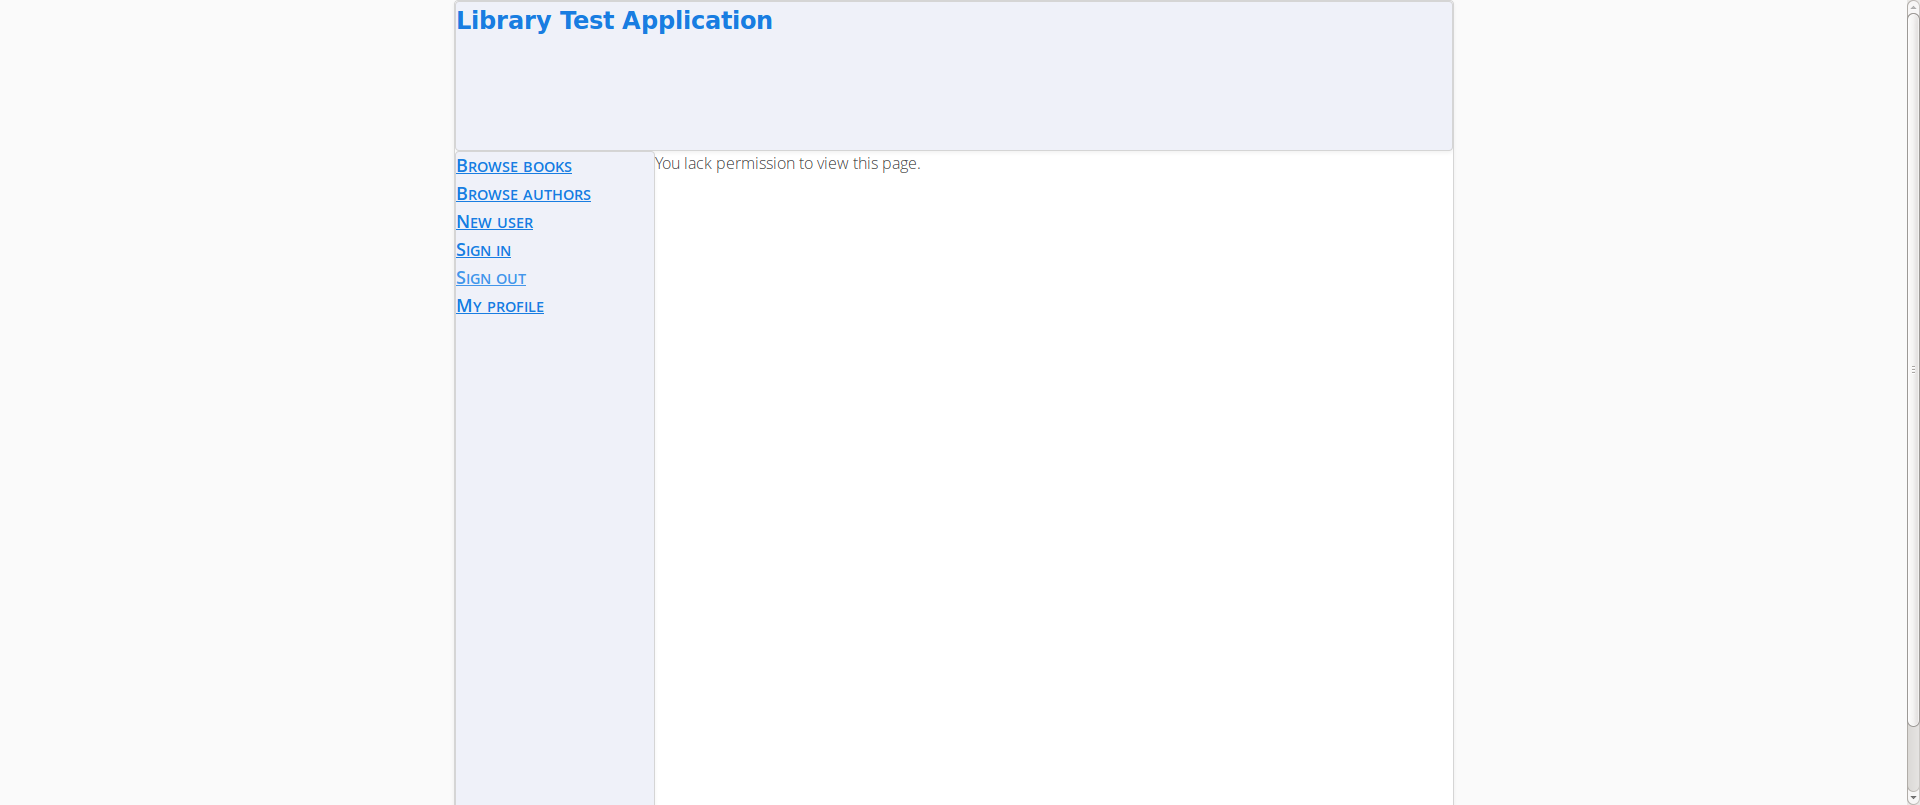 Library Test Application
Browse books
Browse authors
New user
Sign in
Sign out
My profile
You lack permission to view this page.